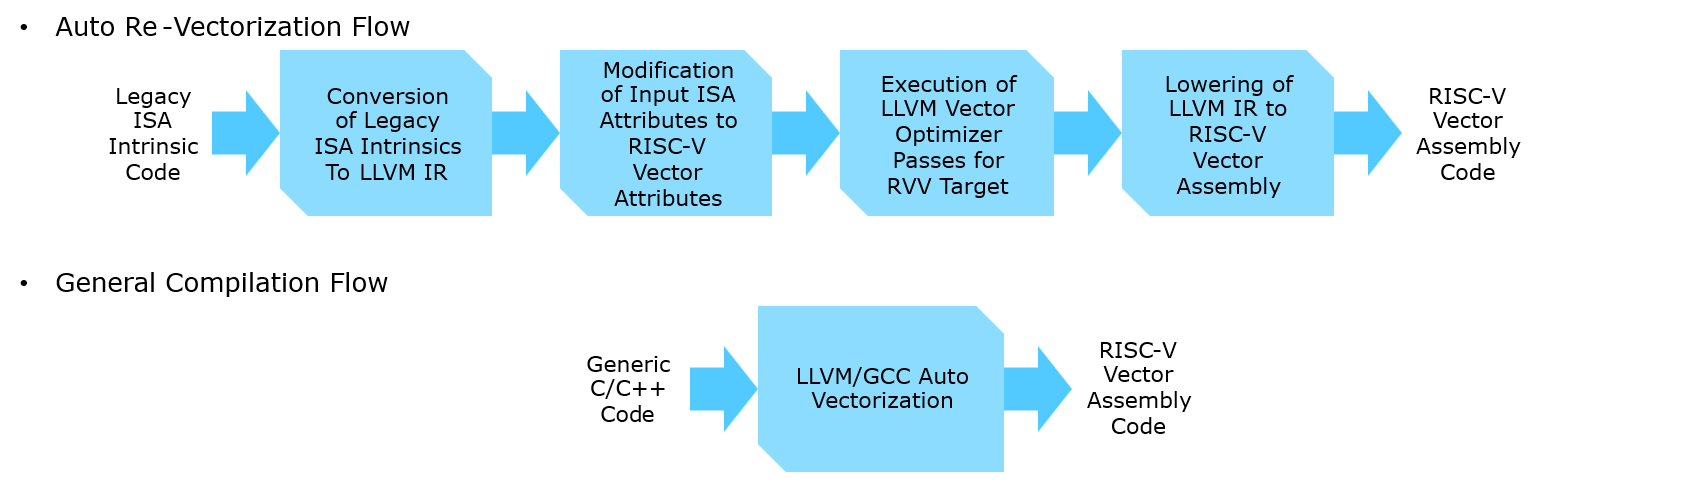 • Auto Re-Vectorization Flow
Legacy
ISA
Intrinsic
Code
Conversion
of Legacy
ISA Intrinsics
To LLVM IR
Modification
of Input ISA
Attributes to
RISC-V
Vector
Attributes
Execution of
LLVM Vector
Optimizer
Passes for
RVV Target
Lowering of
LLVM IR to
RISC-V
Vector
Assembly
RISC-V
Vector
Assembly
Code
• General Compilation Flow
Generic
C/C++
Code
LLVM/GCC Auto
Vectorization
RISC-V
Vector
Assembly
Code